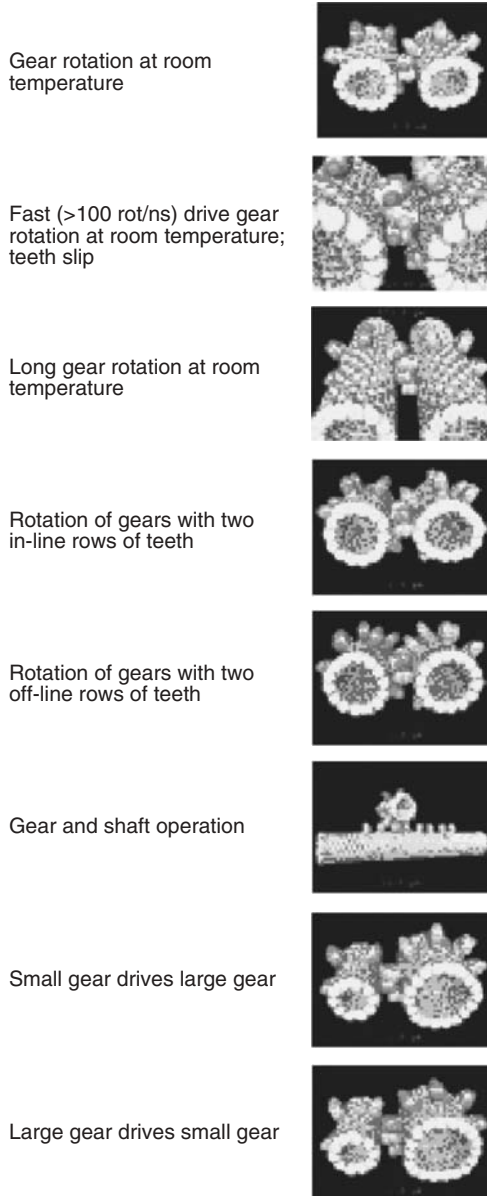 Gear rotation at room
temperature
Fast (>100 rot/ns) drive gear
rotation at room temperature;
teeth slip
Long gear rotation at room
temperature
Rotation of gears with two
in-line rows of teeth
Rotation of gears with two
off-line rows of teeth
Gear and shaft operation
Small gear drives large gear
Large gear drives small gear